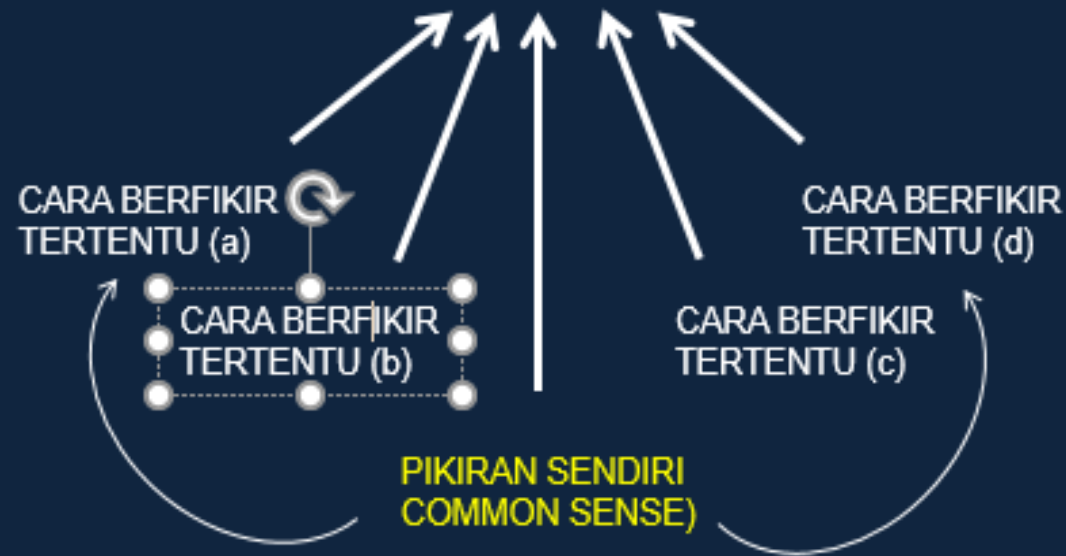 CARA BERFIKIR
TERTENTU (a)
CARA BERFIKIR
TERTENTU (b)
CARA BERFIKIR
TERTENTU (c)
CARA BERFIKIR
TERTENTU (d)
PIKIRAN SENDIRI
COMMON SENSE)